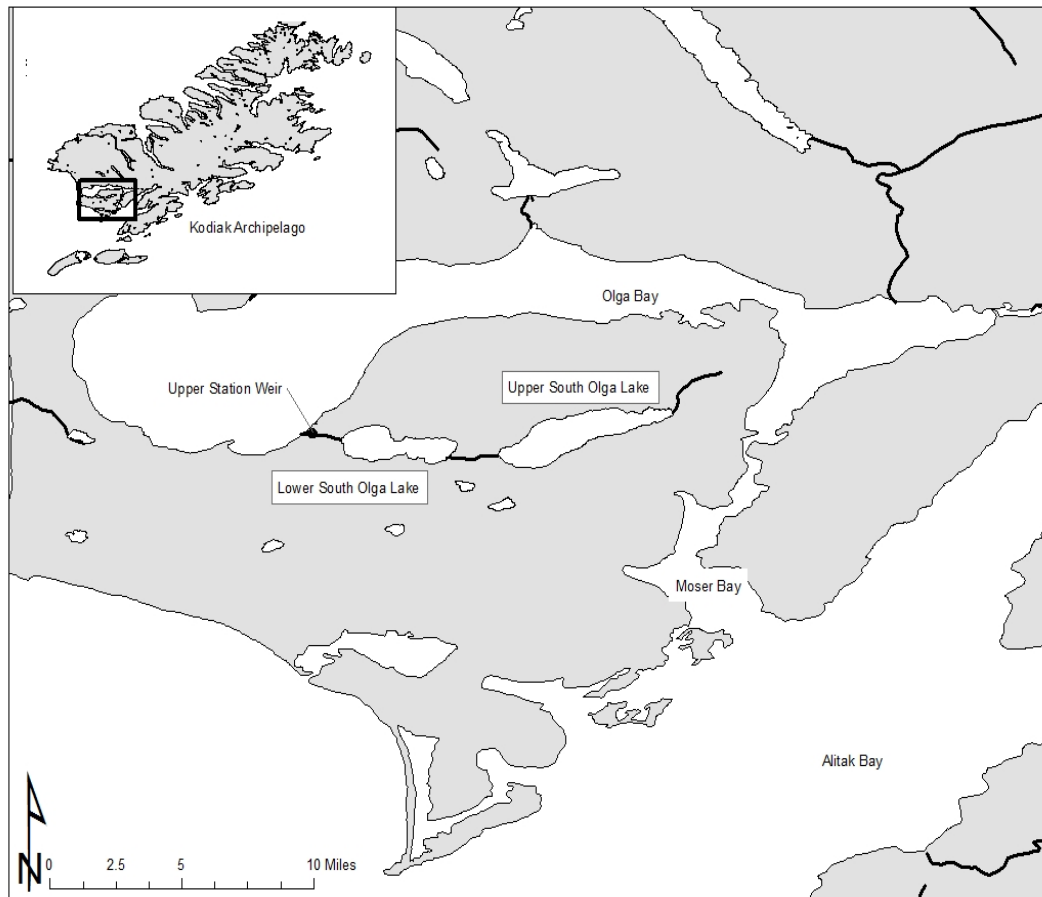 Kodiak Archipelago
Olga Bay
Upper Station Weir
Upper South Olga Lake
Lower South Olga Lake
Moser Bay
Alitak Bay
N
0 2.5 5 10 Miles